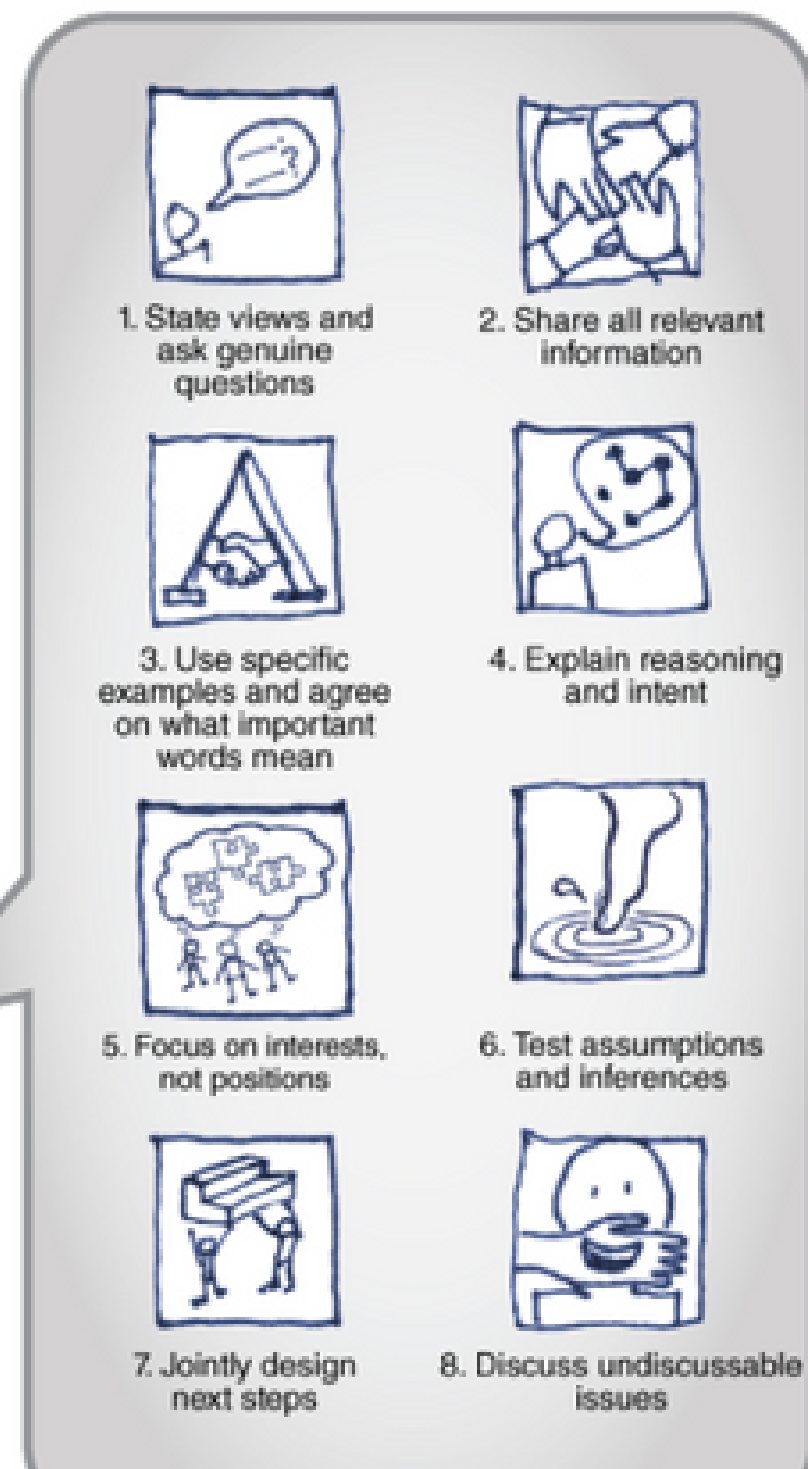 ?
1. State views and
ask genuine
questions
2. Share all relevant
information
3. Use specific
examples and agree
on what important
words mean
4. Explain reasoning
and intent
5. Focus on interests,
not positions
6. Test assumptions
and inferences
7. Jointly design
next steps
8. Discuss undiscussable
issues